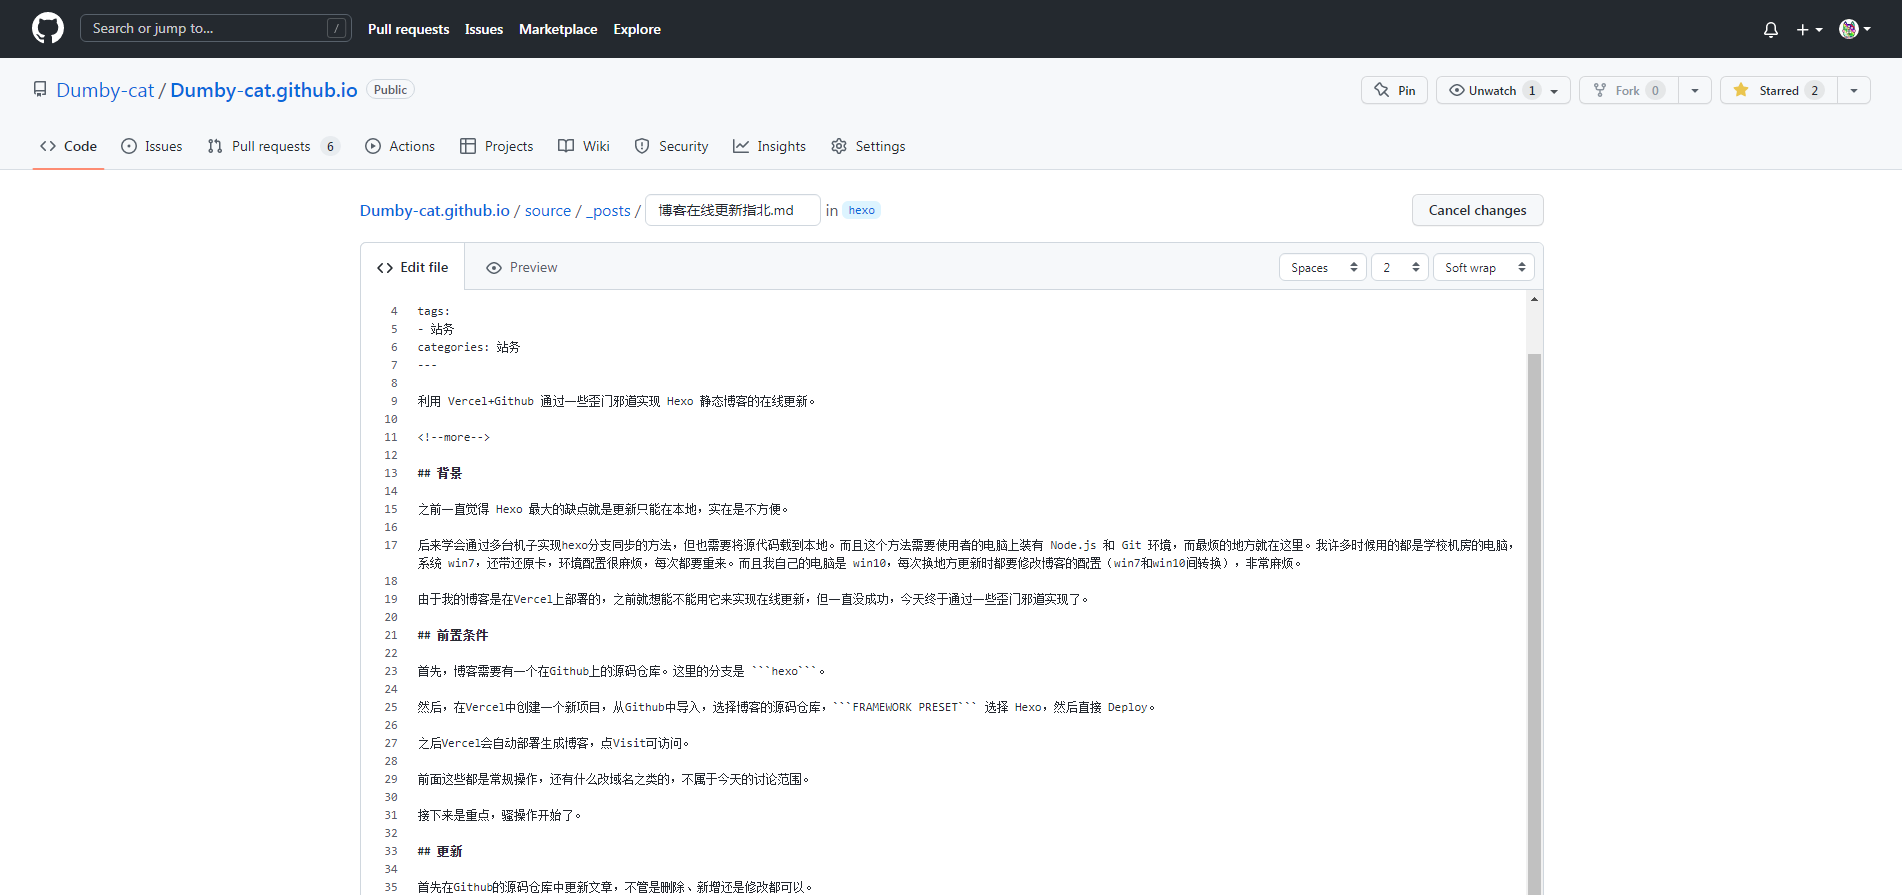 Search or jump to... /
Pull requests Issues Marketplace Explore
Dumby-cat / Dumby-cat.github.io Public
Pin Unwatch 1 Fork 0 Starred 2
Code Issues Pull requests 6 Actions Projects Wiki Security Insights Settings
Dumby-cat.github.io / source / _posts / 博客在线更新指北.md in hexo Cancel changes
Edit file Preview Spaces 2 Soft wrap
4 tags:
5 - 站务
6 categories: 站务
7 ---
8
9 利用 Vercel+Github 通过一些歪门邪道实现 Hexo 静态博客的在线更新。
10
11 <!--more-->
12
13 ## 背景
14
15 之前一直觉得 Hexo 最大的缺点就是更新只能在本地，实在是不方便。
16
17 后来学会通过多台机子实现hexo分支同步的方法，但也需要将源代码载到本地。而且这个方法需要使用者的电脑上装有 Node.js 和 Git 环境，而最烦的地方就在这里。我许多时候用的都是学校机房的电脑，
系统 win7，还带还原卡，环境配置很麻烦，每次都要重来。而且我自己的电脑是 win10，每次换地方更新时都要修改博客的配置（win7和win10间转换），非常麻烦。
18
19 由于我的博客是在Vercel上部署的，之前就想能不能用它来实现在线更新，但一直没成功，今天终于通过一些歪门邪道实现了。
20
21 ## 前置条件
22
23 首先，博客需要有一个在Github上的源码仓库。这里的分支是 ```hexo```。
24
25 然后，在Vercel中创建一个新项目，从Github中导入，选择博客的源码仓库，```FRAMEWORK PRESET``` 选择 Hexo，然后直接 Deploy。
26
27 之后Vercel会自动部署生成博客，点Visit可访问。
28
29 前面这些都是常规操作，还有什么改域名之类的，不属于今天的讨论范围。
30
31 接下来是重点，骚操作开始了。
32
33 ## 更新
34
35 首先在Github的源码仓库中更新文章，不管是删除、新增还是修改都可以。